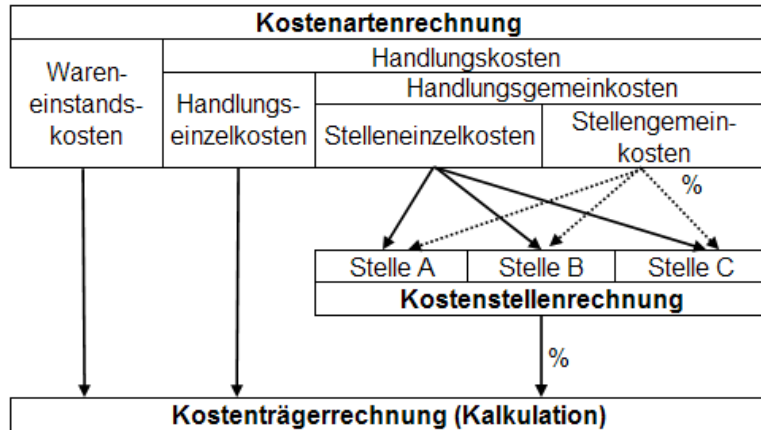 Kostenartenrechnung
Handlungskosten
Waren-
einstands-
kosten
Handlungsgemeinkosten
Handlungs-
einzelkosten
Stelleneinzelkosten
Stellengemein-
kosten
%
Stelle A
Stelle B
Stelle C
Kostenstellenrechnung
%
Kostenträgerrechnung (Kalkulation)